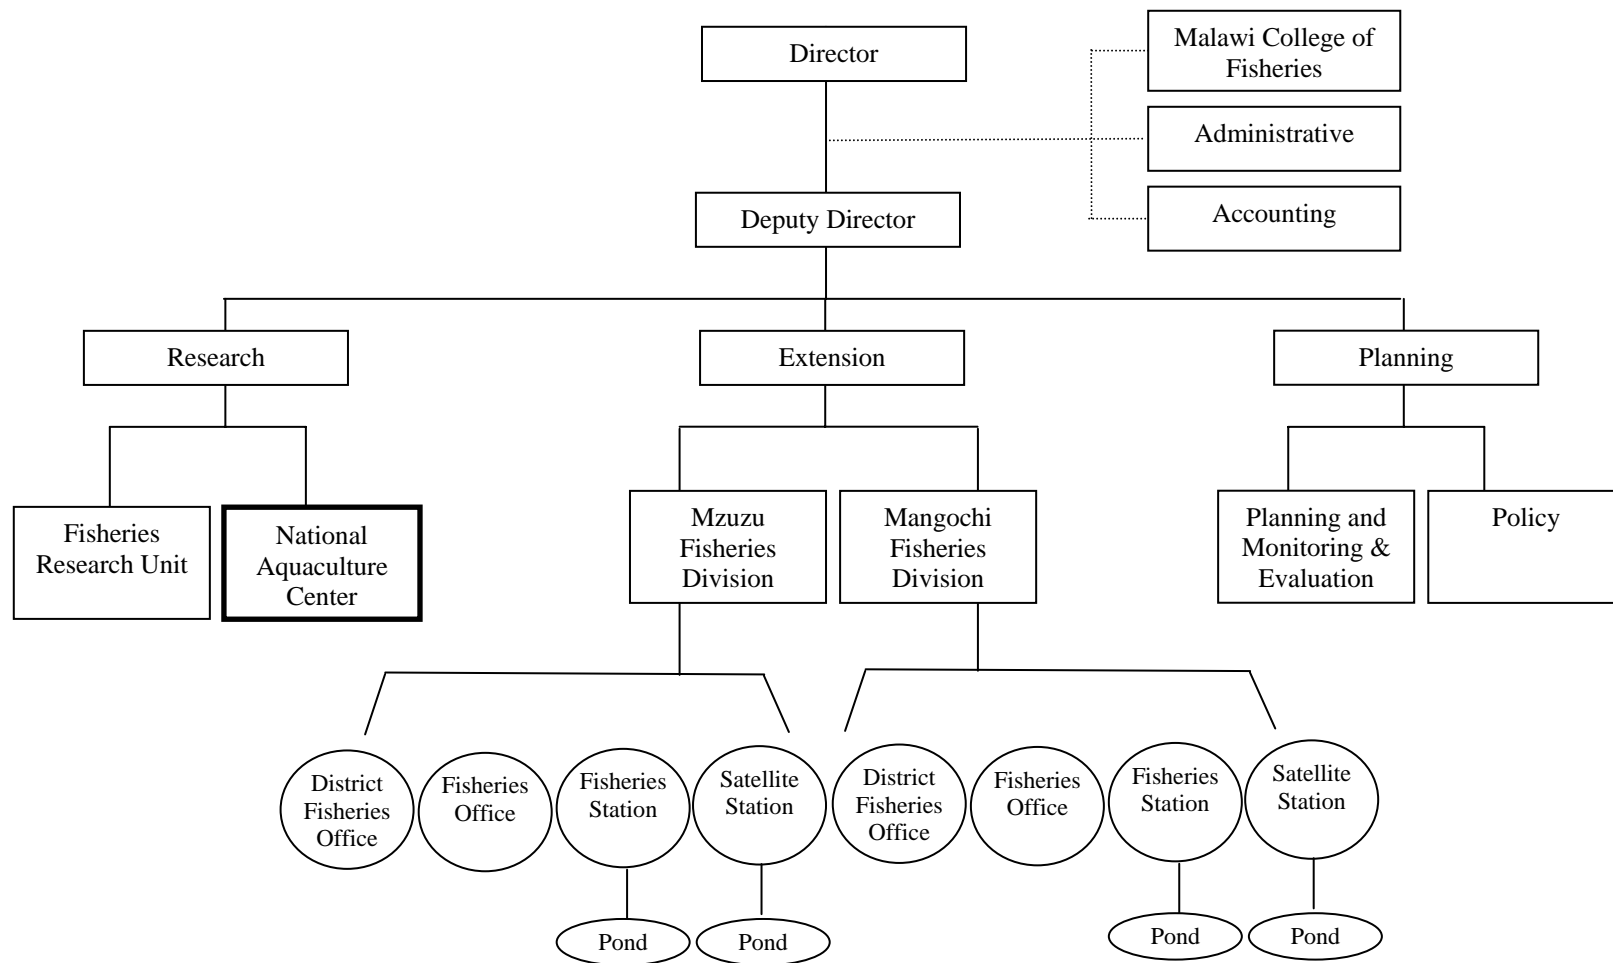 Director
Malawi College of
Fisheries
Administrative
Deputy Director
Accounting
Research
Extension
Planning
Fisheries
Research Unit
National
Aquaculture
Center
Mzuzu
Fisheries
Division
Mangochi
Fisheries
Division
Planning and
Monitoring &
Evaluation
Policy
District
Fisheries
Office
Fisheries
Office
Fisheries
Station
Satellite
Station
District
Fisheries
Office
Fisheries
Office
Fisheries
Station
Satellite
Station
Pond
Pond
Pond
Pond